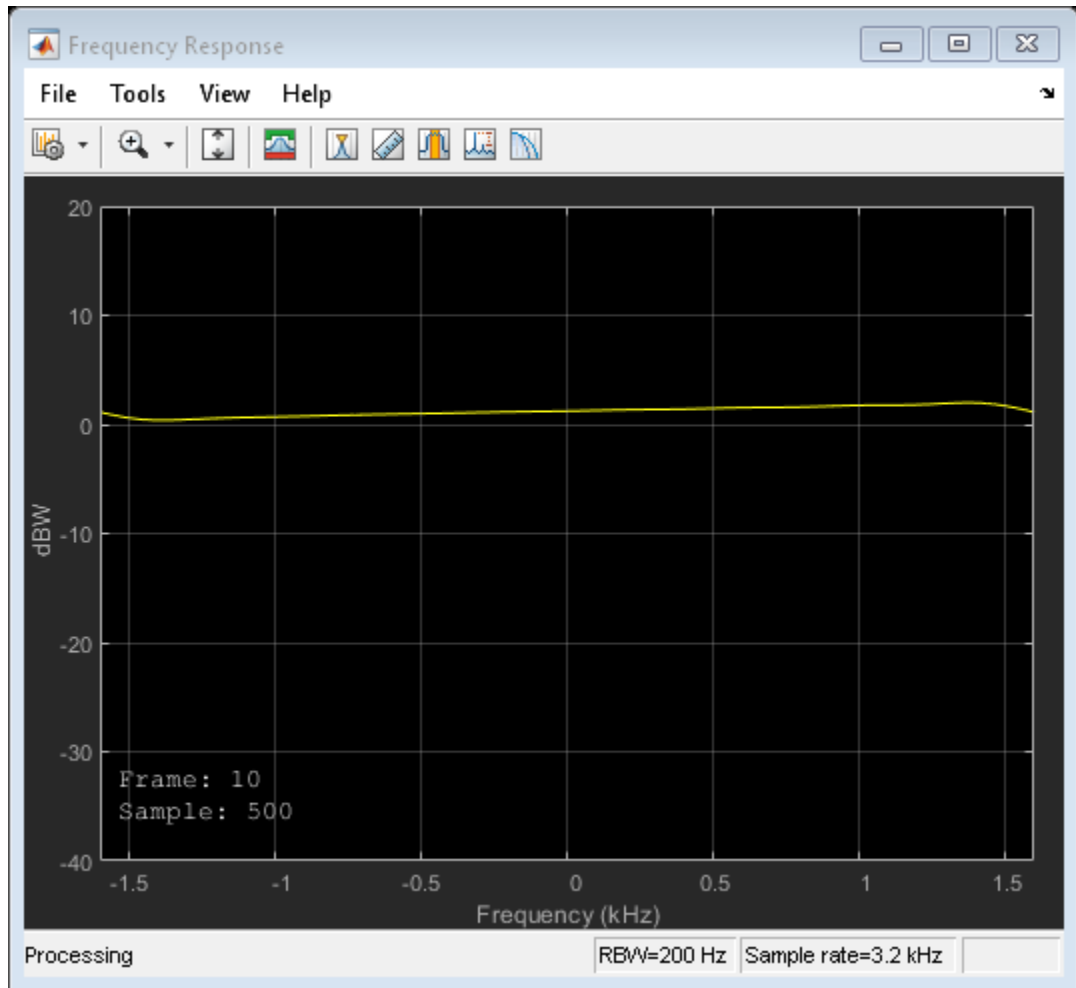 Frequency Response
File Tools View Help
20
10
0
-10
-20
-30
-40
dBW
Frame: 10
Sample: 500
-1.5 -1 -0.5 0 0.5 1 1.5
Frequency (kHz)
Processing RBW=200 Hz Sample rate=3.2 kHz